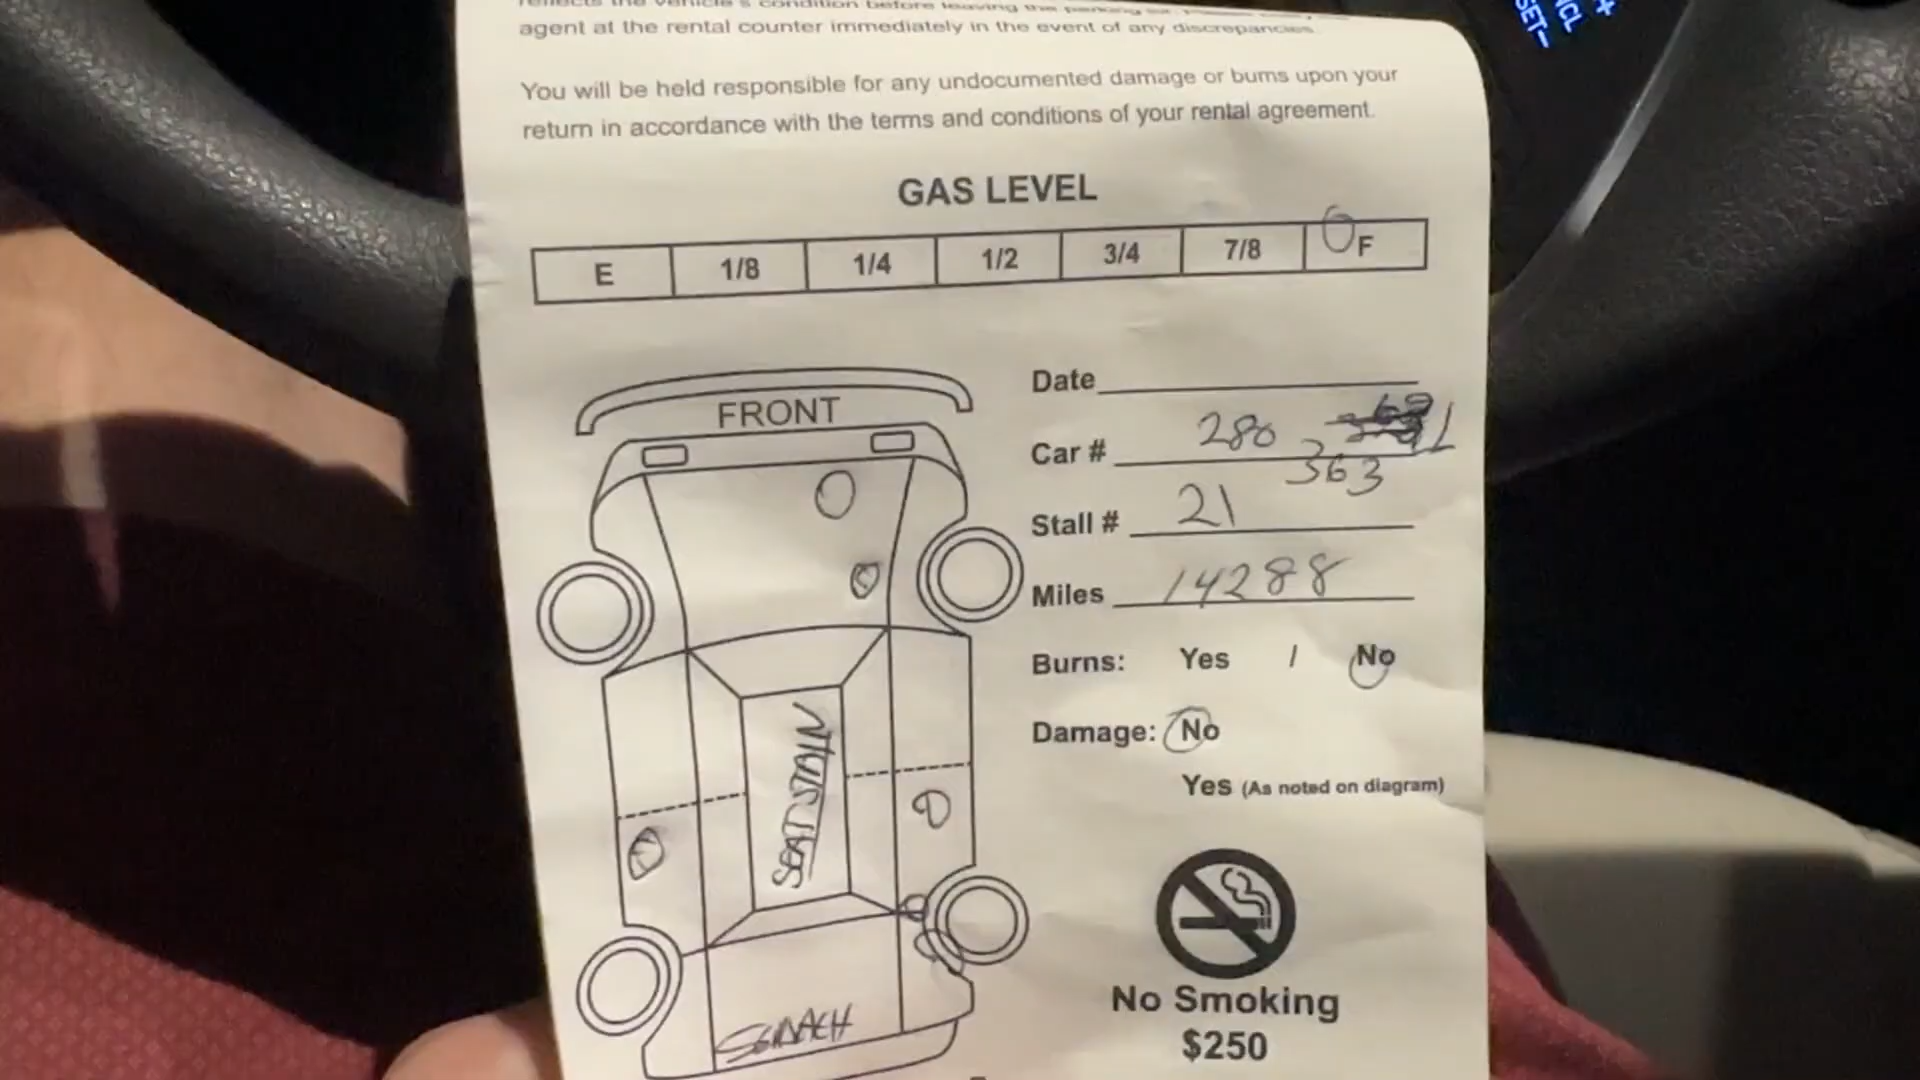 agent at the rental counter immediately in the event of any discrepancies.
You will be held responsible for any undocumented damage or burns upon your
return in accordance with the terms and conditions of your rental agreement.
GAS LEVEL
E 1/8 1/4 1/2 3/4 7/8 F
FRONT
Date
Car # 280
363
Stall # 21
Miles 14288
Burns: Yes / No
Damage: No
Yes (As noted on diagram)
SEAT STAIN
SCRATCH
No Smoking
$250
SET-
+